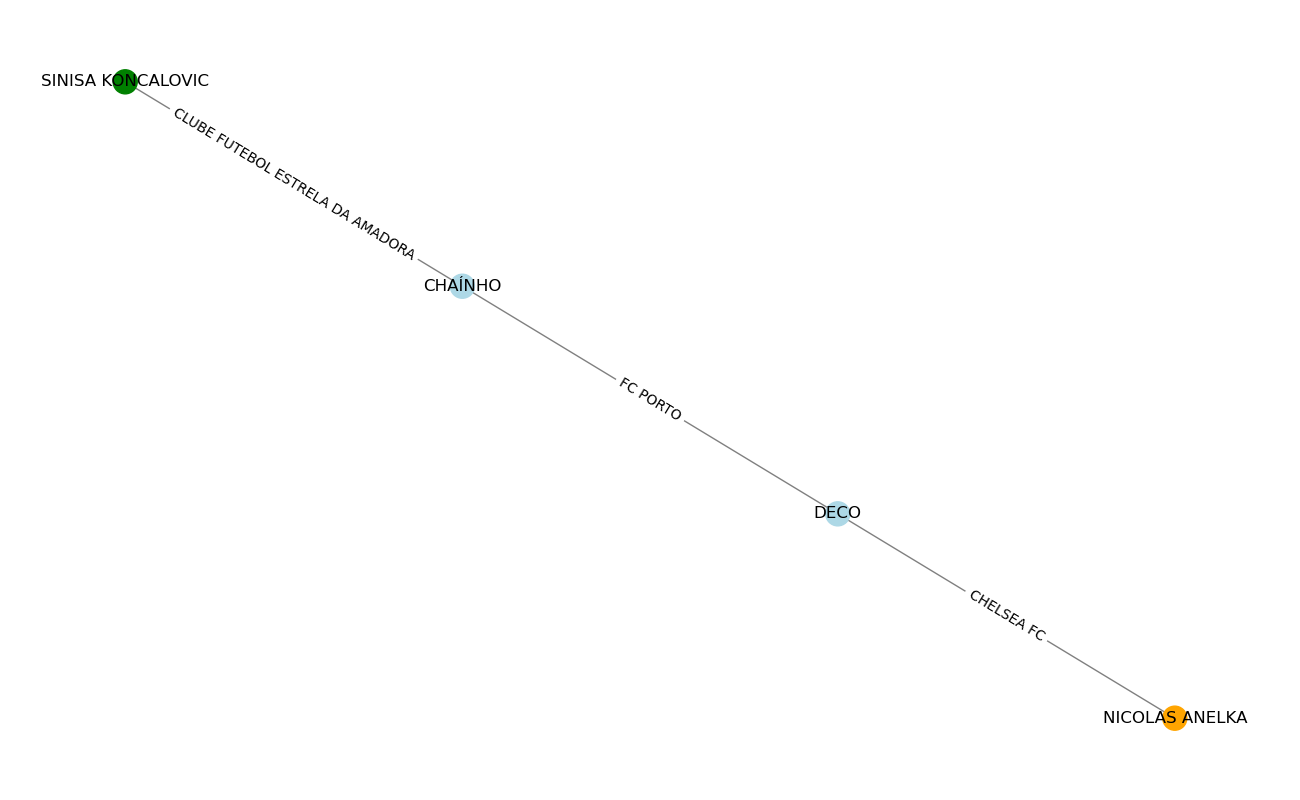 SINISA KONCALOVIC
CLUBE FUTEBOL ESTRELA DA AMADORA
CHAÍNHO
FC PORTO
DECO
CHELSEA FC
NICOLAS ANELKA